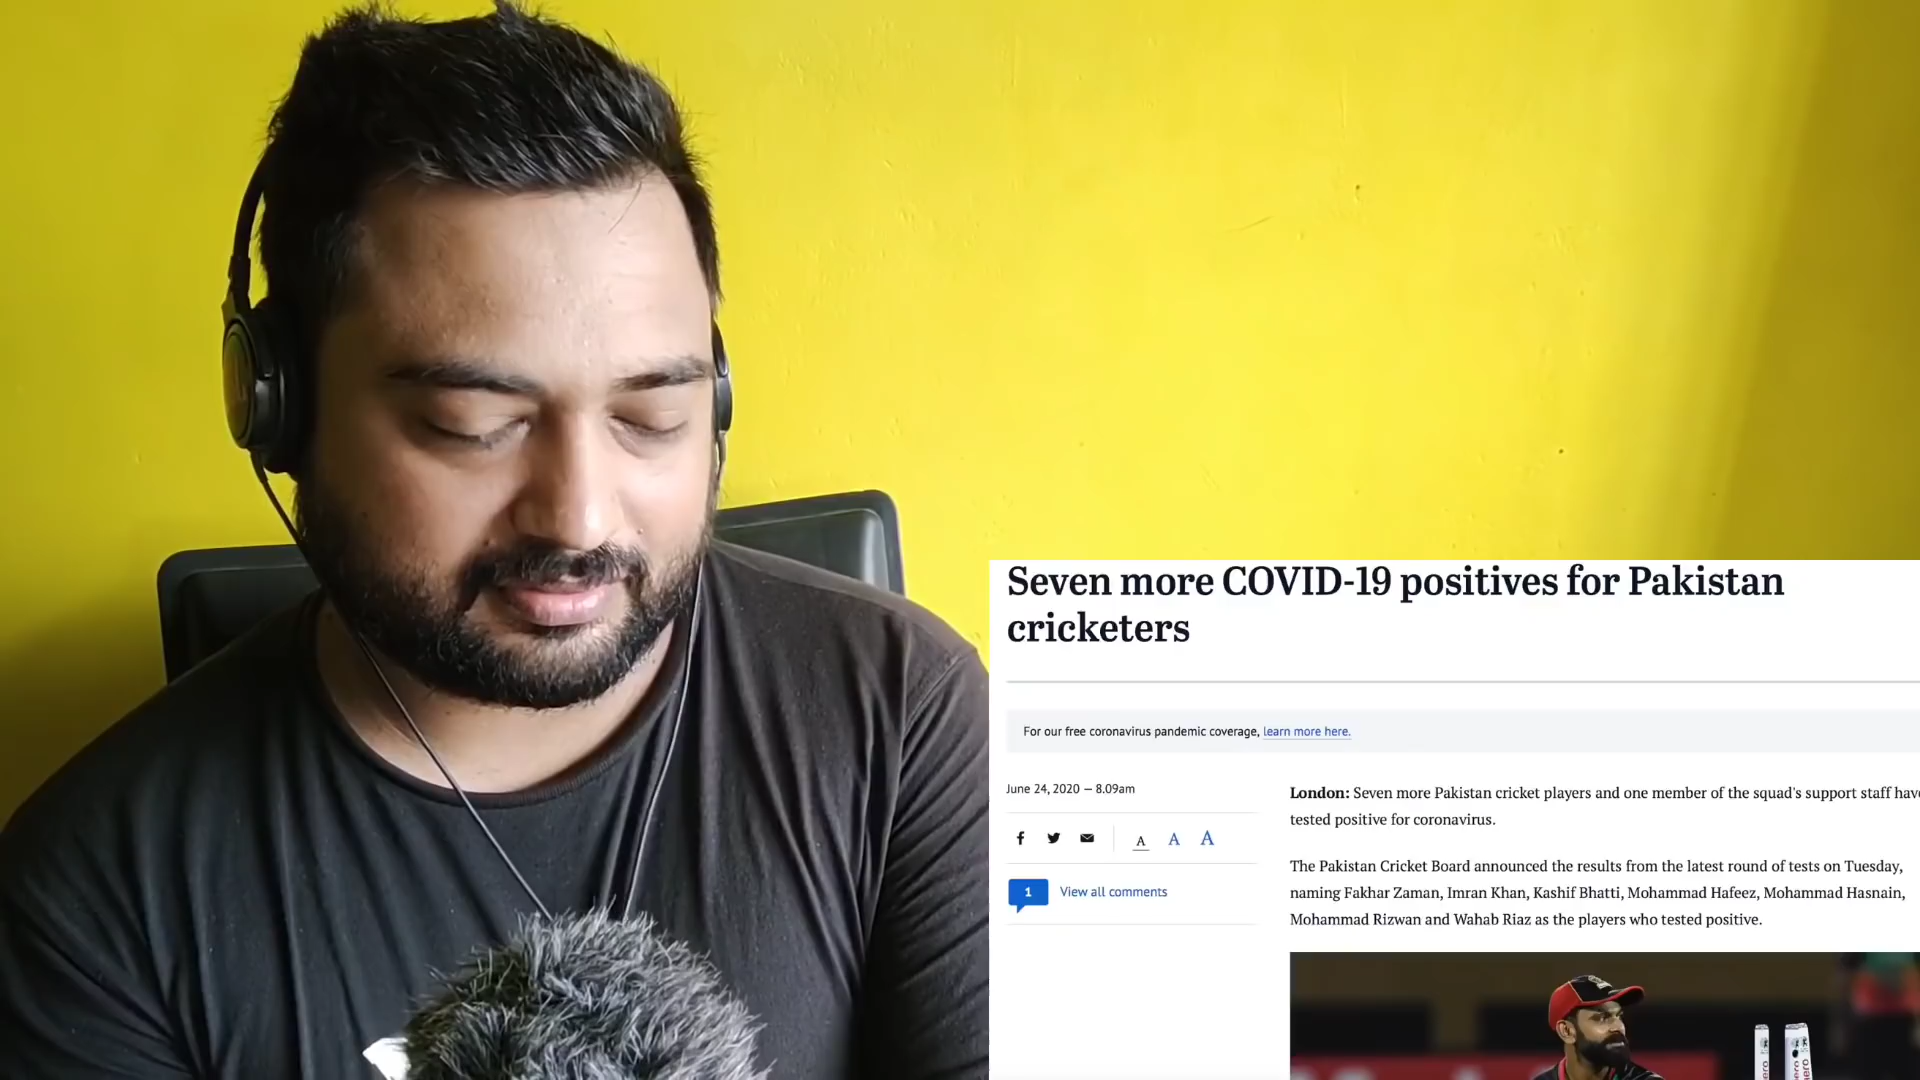 Seven more COVID-19 positives for Pakistan
cricketers
For our free coronavirus pandemic coverage, learn more here.
June 24, 2020 — 8.09am
A A A
1 View all comments
London: Seven more Pakistan cricket players and one member of the squad's support staff have
tested positive for coronavirus.
The Pakistan Cricket Board announced the results from the latest round of tests on Tuesday,
naming Fakhar Zaman, Imran Khan, Kashif Bhatti, Mohammad Hafeez, Mohammad Hasnain,
Mohammad Rizwan and Wahab Riaz as the players who tested positive.